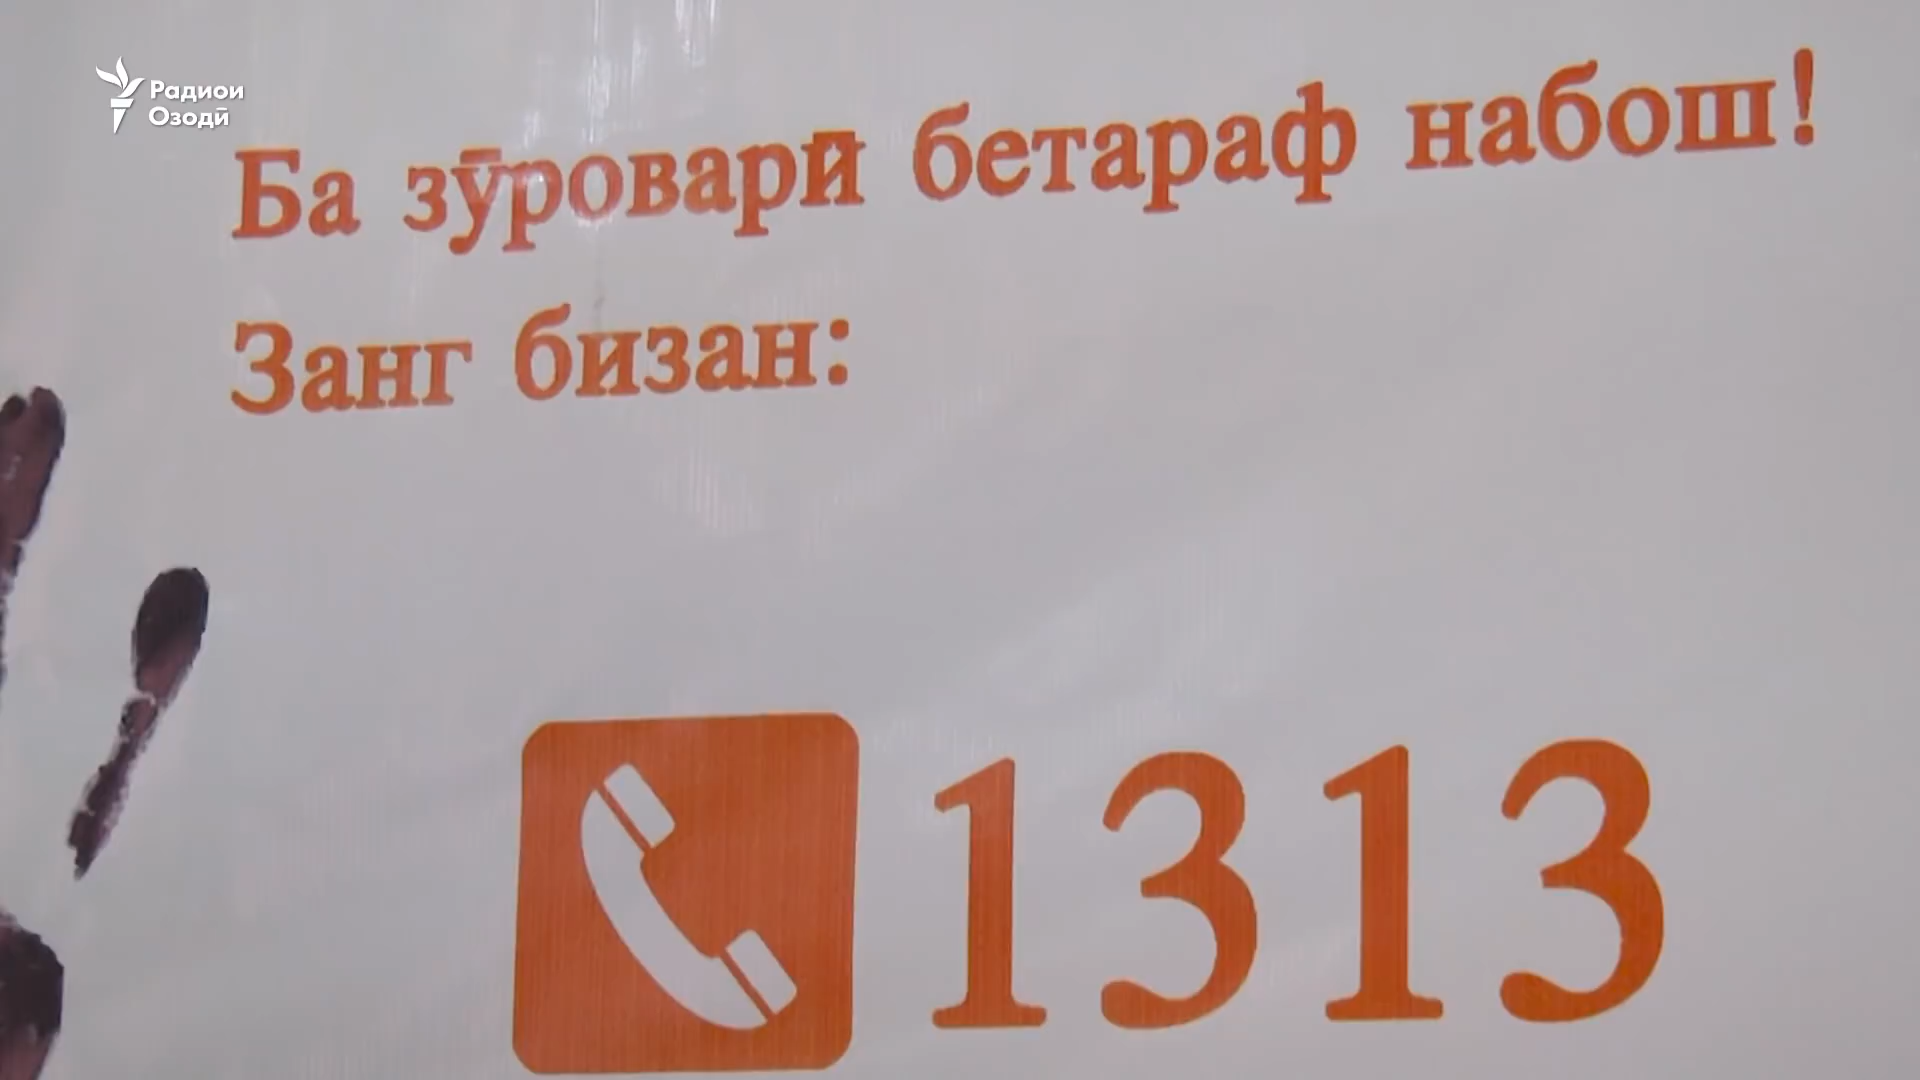 Радиои
Озодӣ
Ба зӯроварӣ бетараф набош!
Занг бизан:
1313